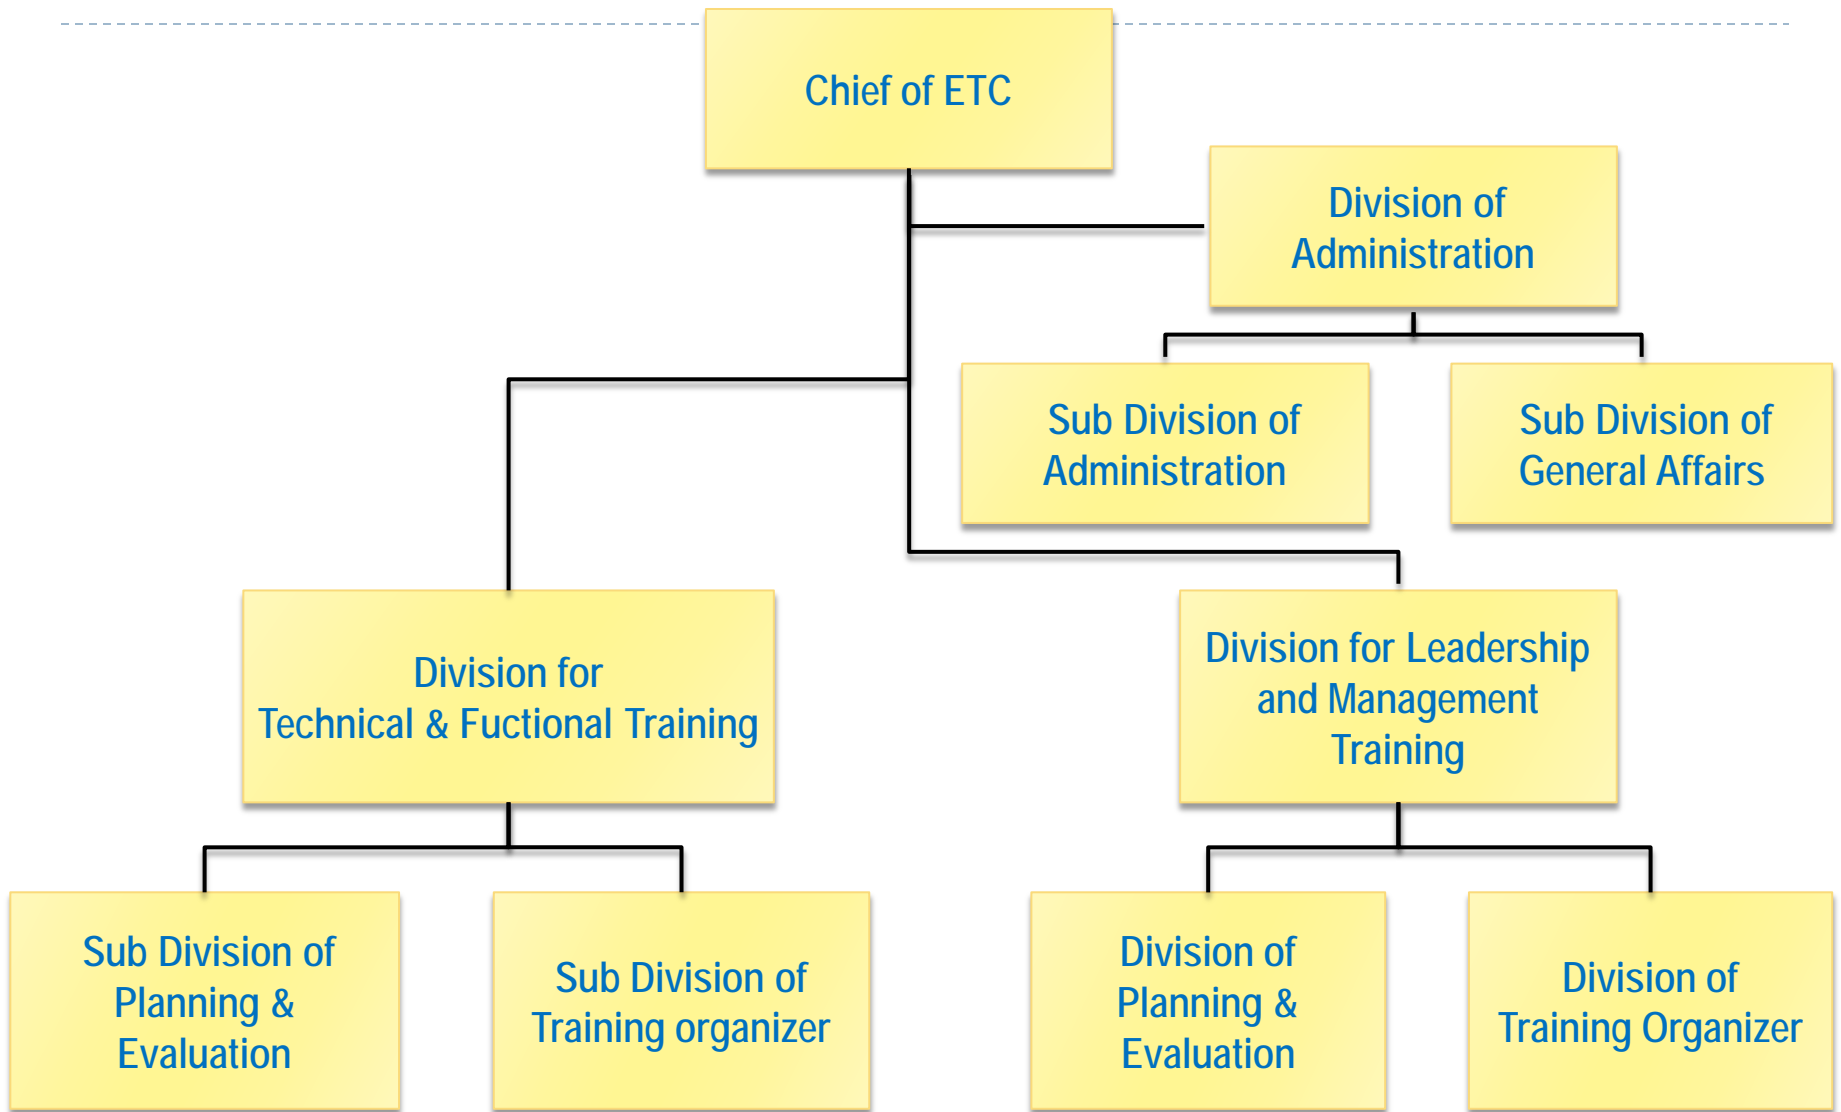 Chief of ETC
Division of
Administration
Sub Division of
Administration
Sub Division of
General Affairs
Division for
Technical & Fuctional Training
Division for Leadership
and Management
Training
Sub Division of
Planning &
Evaluation
Sub Division of
Training organizer
Division of
Planning &
Evaluation
Division of
Training Organizer